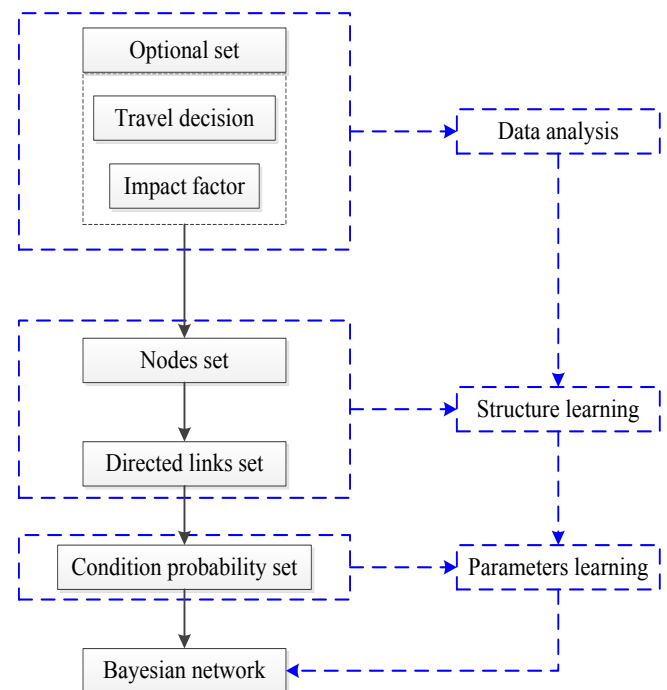 Optional set
Travel decision
Data analysis
Impact factor
Nodes set
Structure learning
Directed links set
Condition probability set
Parameters learning
Bayesian network